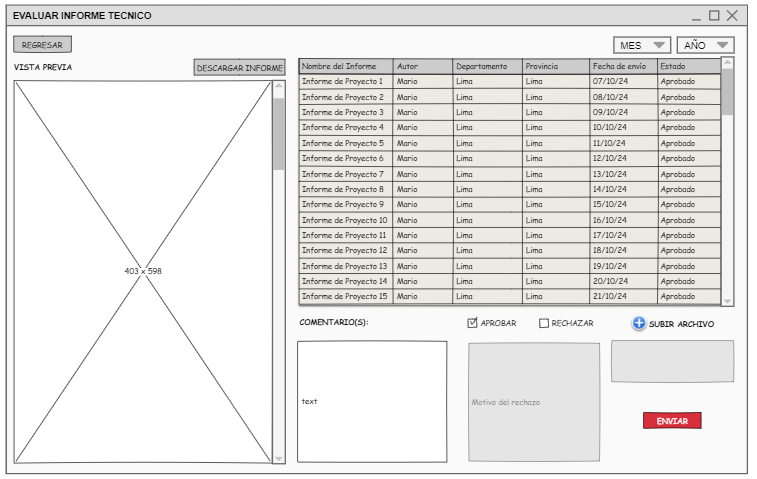 EVALUAR INFORME TECNICO
REGRESAR
MES AÑO
VISTA PREVIA DESCARGAR INFORME
Nombre del Informe Autor Departamento Provincia Fecha de envío Estado
Informe de Proyecto 1 Mario Lima Lima 07/10/24 Aprobado
Informe de Proyecto 2 Mario Lima Lima 08/10/24 Aprobado
Informe de Proyecto 3 Mario Lima Lima 09/10/24 Aprobado
Informe de Proyecto 4 Mario Lima Lima 10/10/24 Aprobado
Informe de Proyecto 5 Mario Lima Lima 11/10/24 Aprobado
Informe de Proyecto 6 Mario Lima Lima 12/10/24 Aprobado
Informe de Proyecto 7 Mario Lima Lima 13/10/24 Aprobado
Informe de Proyecto 8 Mario Lima Lima 14/10/24 Aprobado
Informe de Proyecto 9 Mario Lima Lima 15/10/24 Aprobado
Informe de Proyecto 10 Mario Lima Lima 16/10/24 Aprobado
Informe de Proyecto 11 Mario Lima Lima 17/10/24 Aprobado
Informe de Proyecto 12 Mario Lima Lima 18/10/24 Aprobado
Informe de Proyecto 13 Mario Lima Lima 19/10/24 Aprobado
Informe de Proyecto 14 Mario Lima Lima 20/10/24 Aprobado
Informe de Proyecto 15 Mario Lima Lima 21/10/24 Aprobado
403 x 598
COMENTARIO(S): APROBAR RECHAZAR SUBIR ARCHIVO
text
Motivo del rechazo
ENVIAR